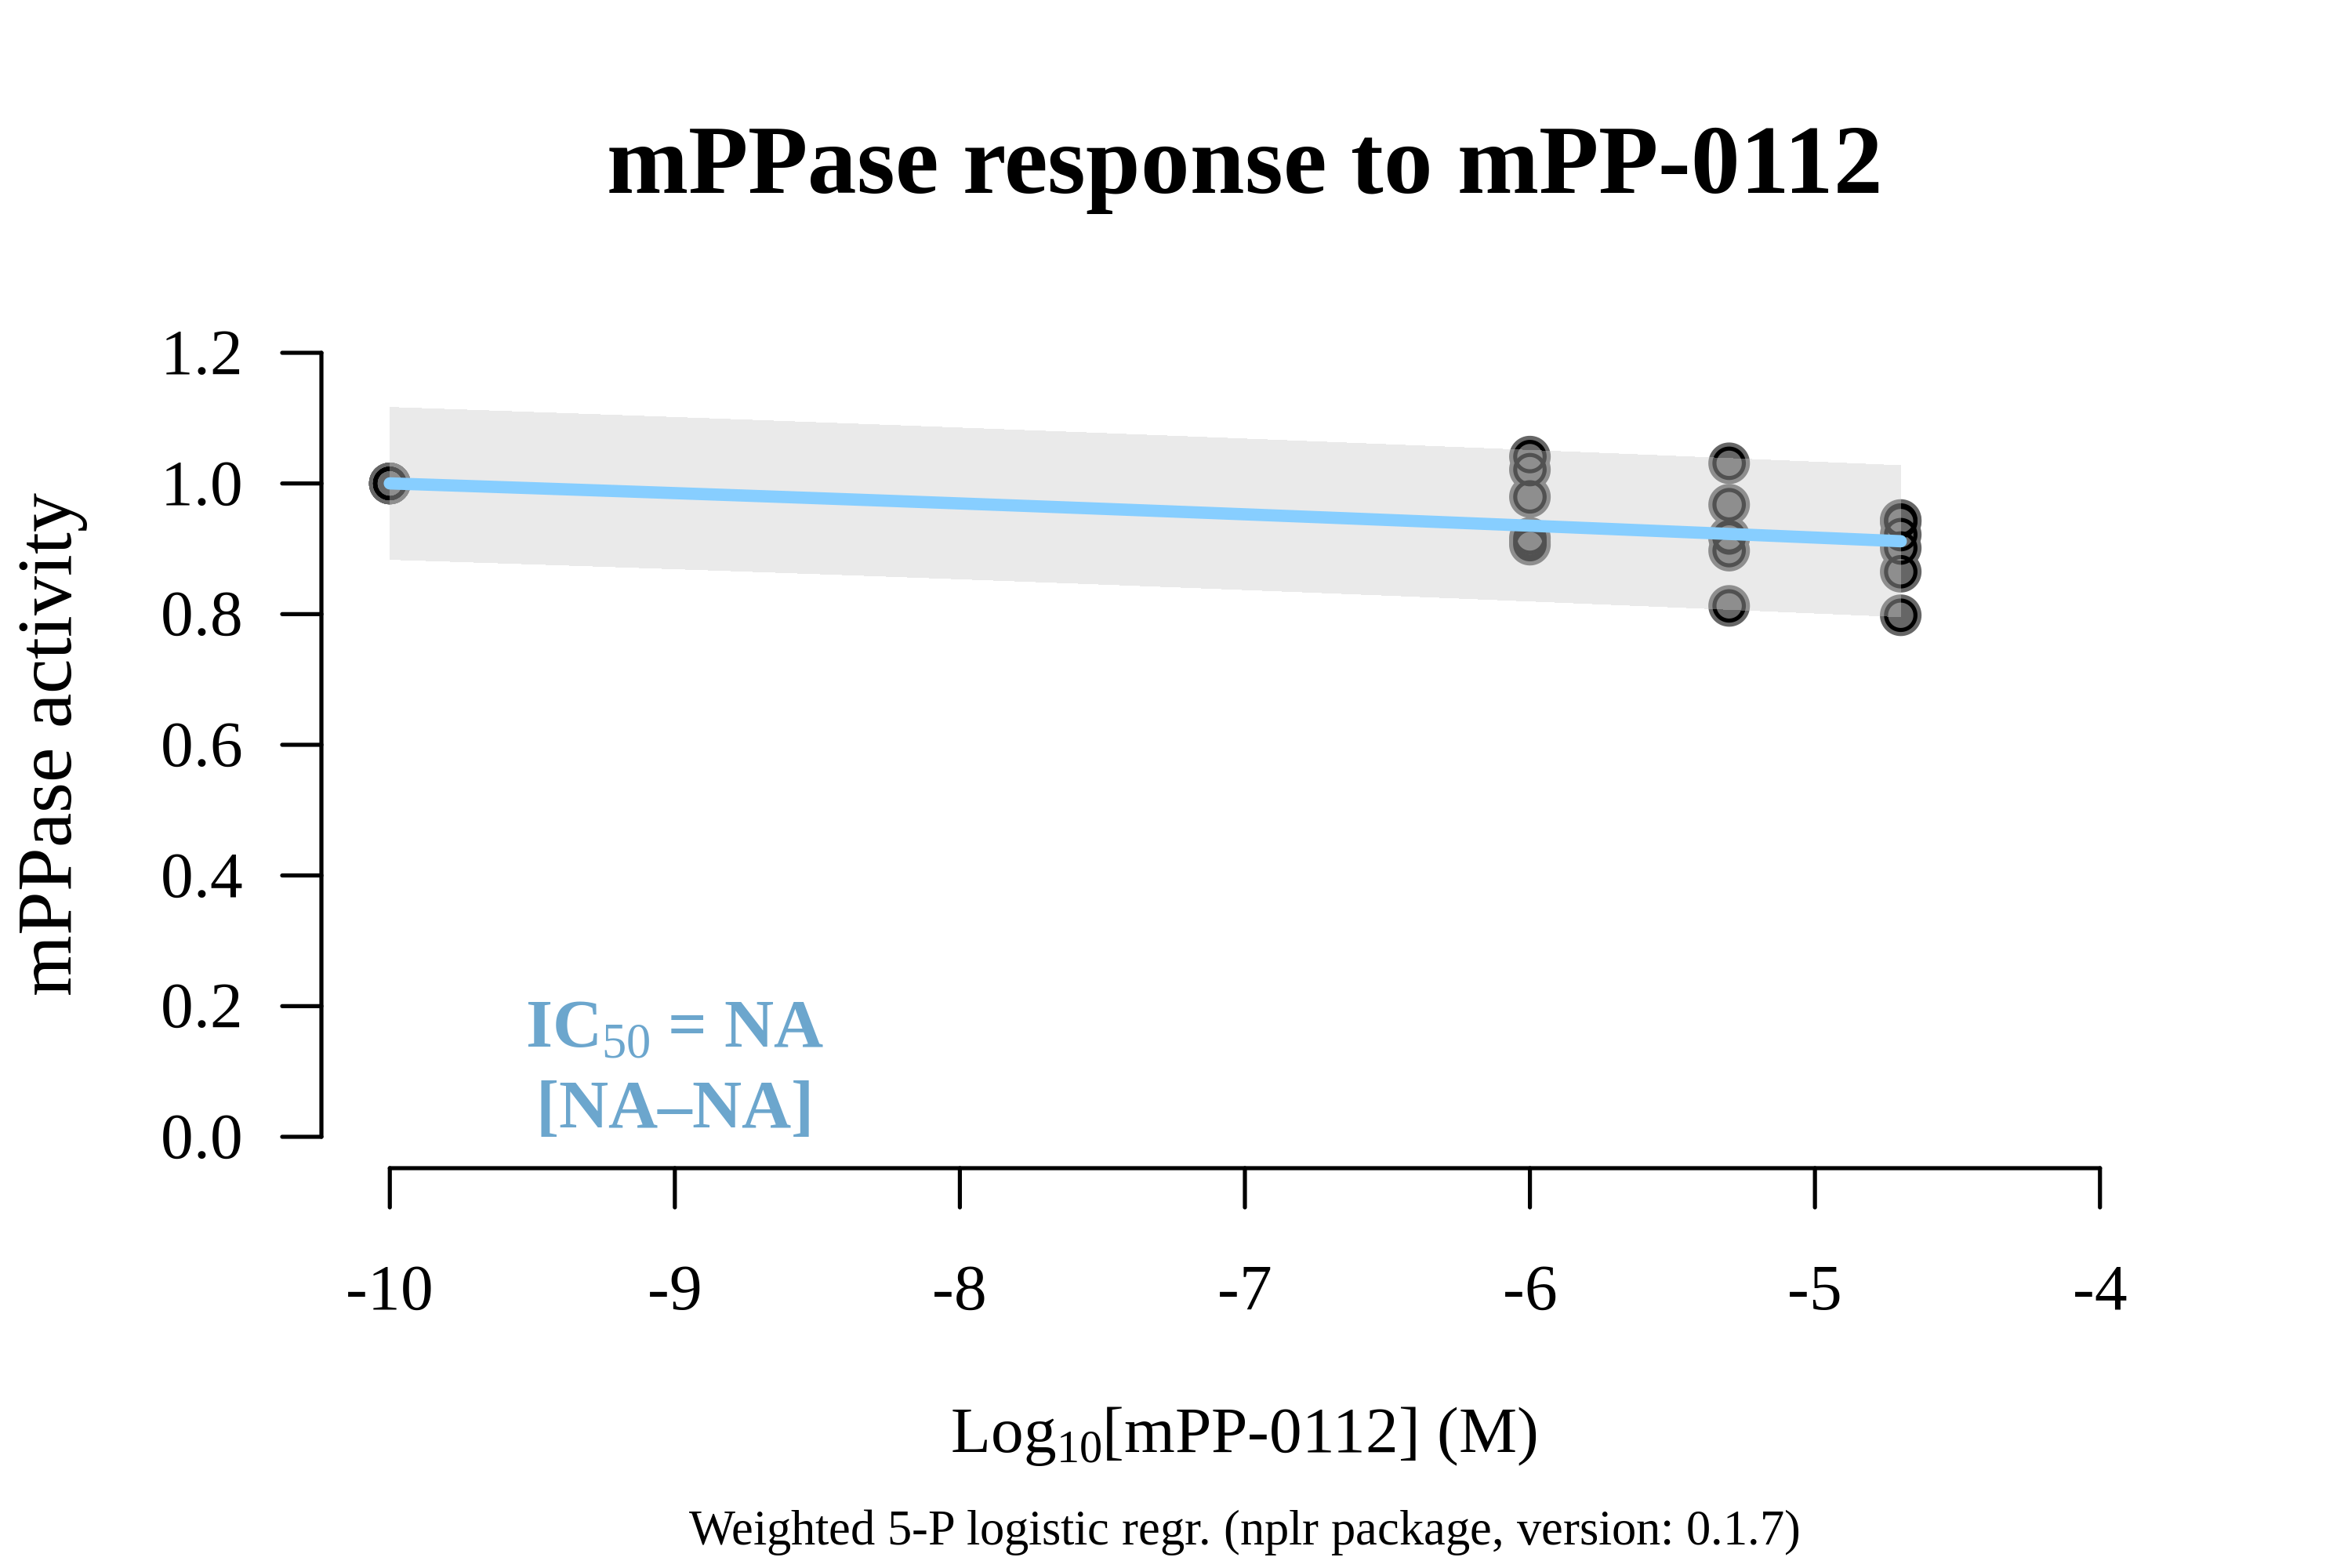 mPPase response to mPP-0112
mPPase activity
1.2
1.0
0.8
0.6
0.4
0.2
0.0
IC50 = NA
[NA–NA]
-10 -9 -8 -7 -6 -5 -4
Log10[mPP-0112] (M)
Weighted 5-P logistic regr. (nplr package, version: 0.1.7)